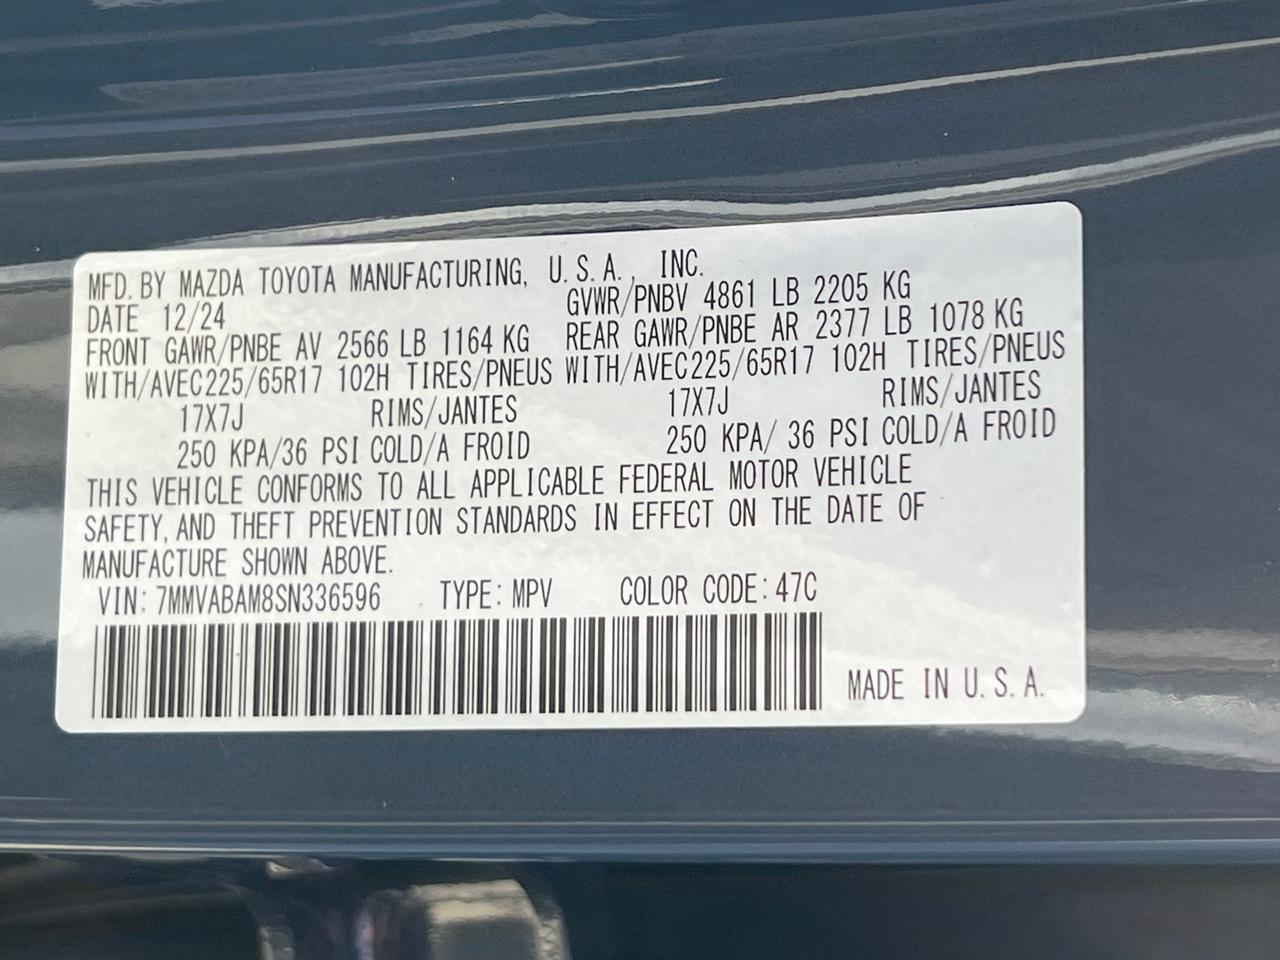 MFD. BY MAZDA TOYOTA MANUFACTURING, U.S.A., INC.
DATE 12/24 GVWR/PNBV 4861 LB 2205 KG
FRONT GAWR/PNBE AV 2566 LB 1164 KG REAR GAWR/PNBE AR 2377 LB 1078 KG
WITH/AVEC225/65R17 102H TIRES/PNEUS WITH/AVEC225/65R17 102H TIRES/PNEUS
17X7J RIMS/JANTES 17X7J RIMS/JANTES
250 KPA/36 PSI COLD/A FROID 250 KPA/ 36 PSI COLD/A FROID
THIS VEHICLE CONFORMS TO ALL APPLICABLE FEDERAL MOTOR VEHICLE
SAFETY, AND THEFT PREVENTION STANDARDS IN EFFECT ON THE DATE OF
MANUFACTURE SHOWN ABOVE.
VIN: 7MMVABAM8SN336596 TYPE: MPV COLOR CODE: 47C
MADE IN U.S.A.